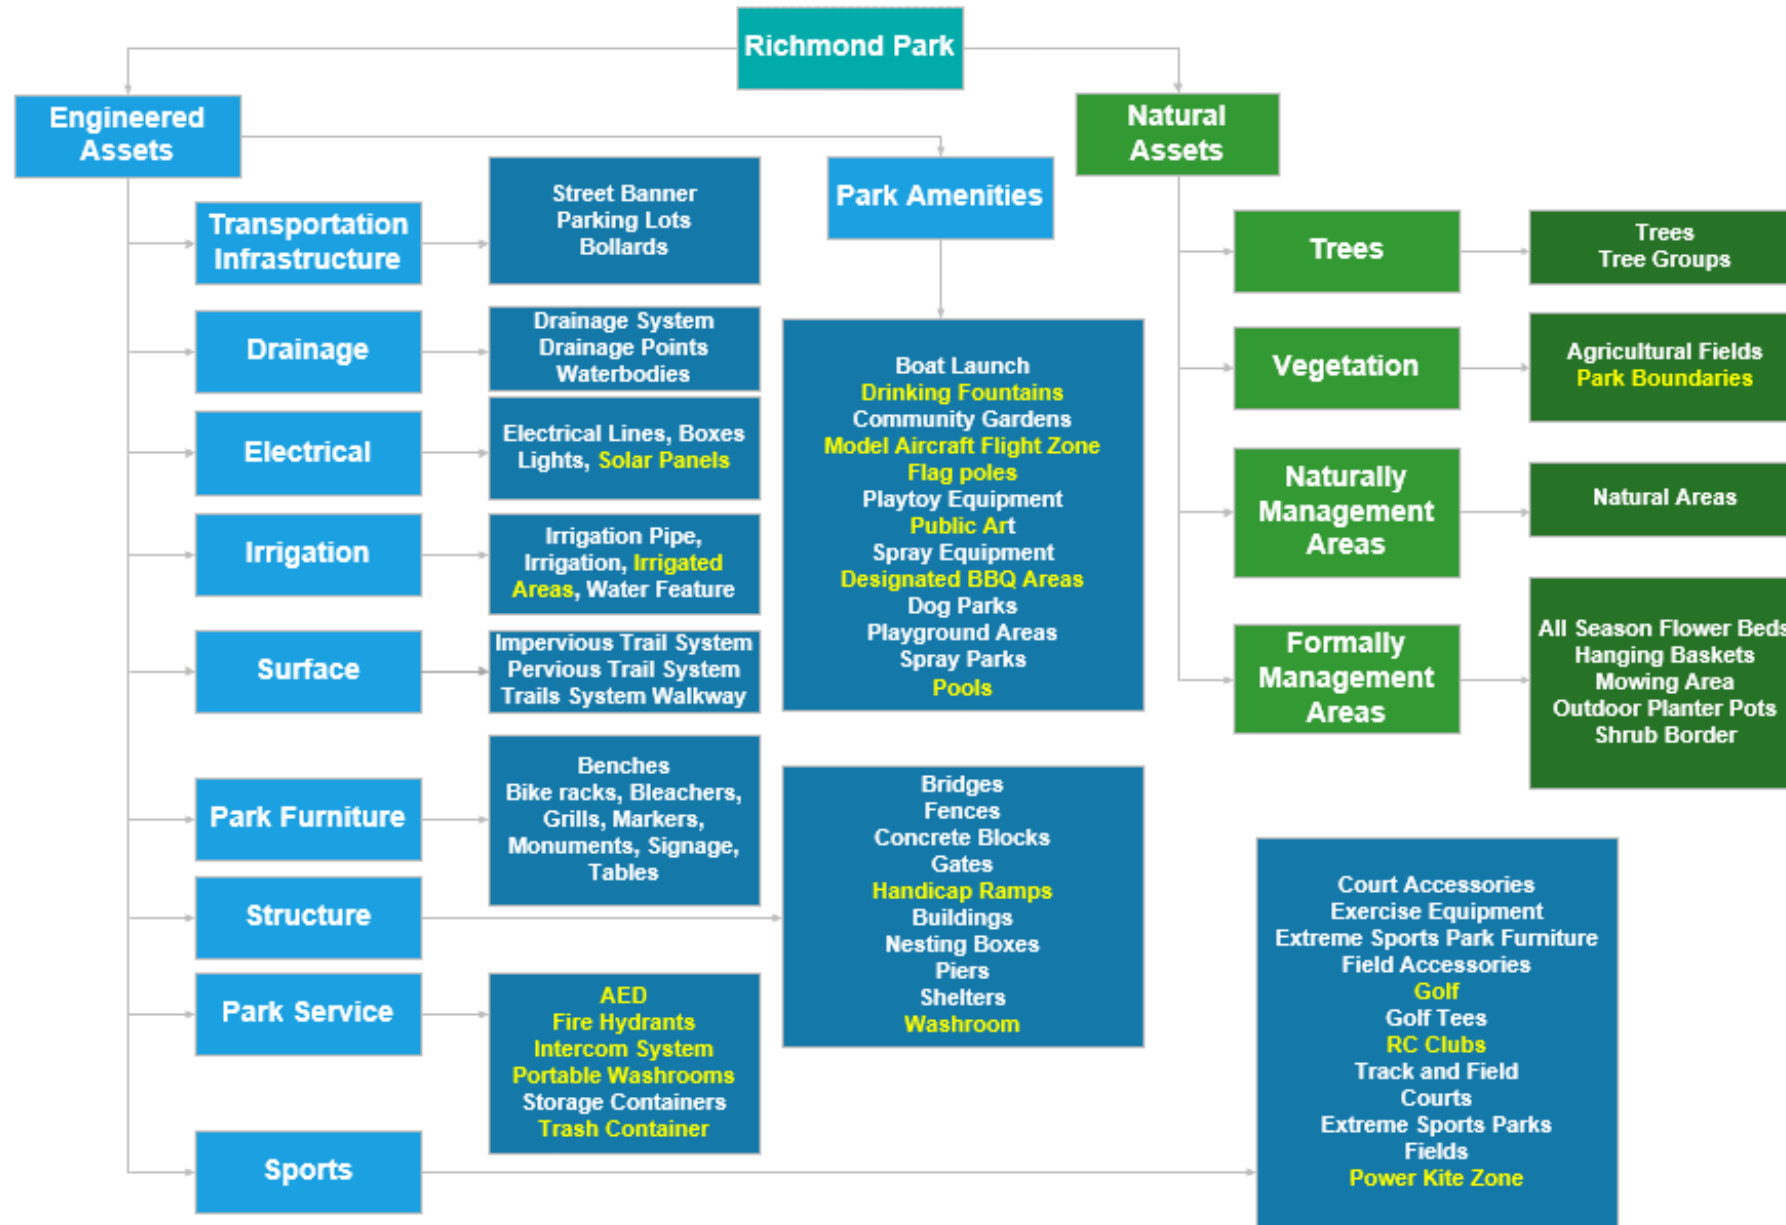 Richmond Park
Engineered
Assets
Natural
Assets
Transportation
Infrastructure
Street Banner
Parking Lots
Bollards
Park Amenities
Trees
Trees
Tree Groups
Drainage
Drainage System
Drainage Points
Waterbodies
Boat Launch
Drinking Fountains
Community Gardens
Model Aircraft Flight Zone
Flag poles
Playtoy Equipment
Public Art
Spray Equipment
Designated BBQ Areas
Dog Parks
Playground Areas
Spray Parks
Pools
Vegetation
Agricultural Fields
Park Boundaries
Electrical
Electrical Lines, Boxes
Lights, Solar Panels
Naturally
Management
Areas
Natural Areas
Irrigation
Irrigation Pipe,
Irrigation, Irrigated
Areas, Water Feature
Surface
Impervious Trail System
Pervious Trail System
Trails System Walkway
Formally
Management
Areas
All Season Flower Beds
Hanging Baskets
Mowing Area
Outdoor Planter Pots
Shrub Border
Park Furniture
Benches
Bike racks, Bleachers,
Grills, Markers,
Monuments, Signage,
Tables
Structure
Bridges
Fences
Concrete Blocks
Gates
Handicap Ramps
Buildings
Nesting Boxes
Piers
Shelters
Washroom
Park Service
AED
Fire Hydrants
Intercom System
Portable Washrooms
Storage Containers
Trash Container
Sports
Court Accessories
Exercise Equipment
Extreme Sports Park Furniture
Field Accessories
Golf
Golf Tees
RC Clubs
Track and Field
Courts
Extreme Sports Parks
Fields
Power Kite Zone